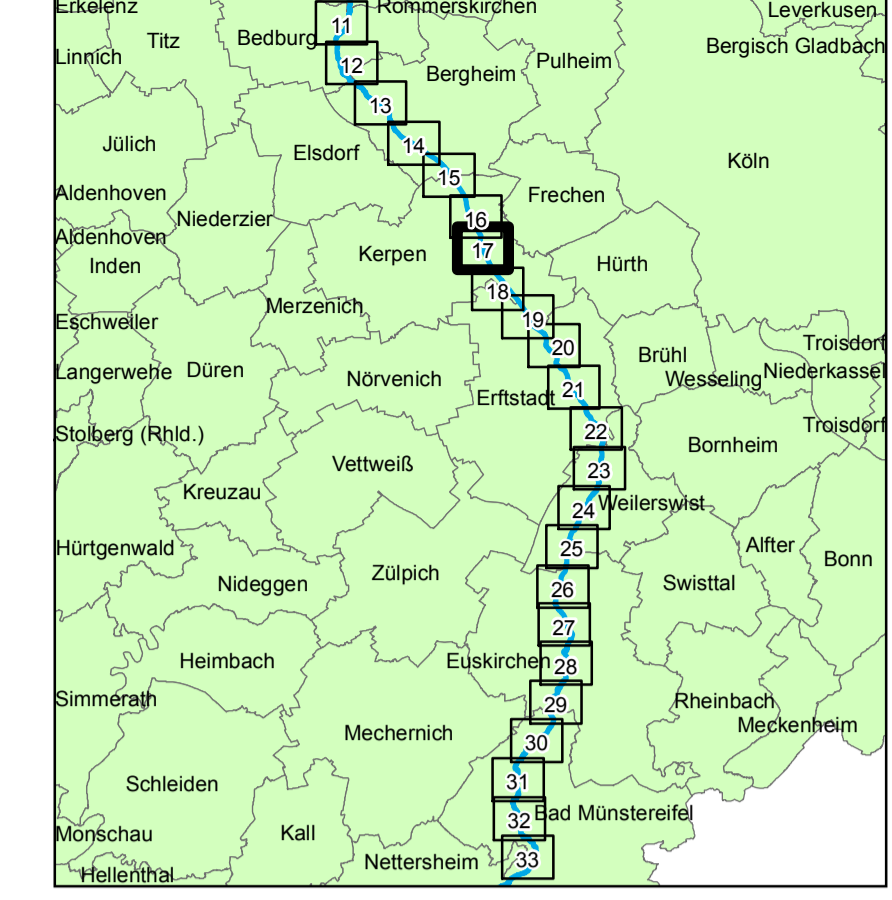 Erkelenz
Rommerskirchen
Leverkusen
11
Titz
Bedburg
Bergisch Gladbach
Linnich
12
Bergheim
Pulheim
13
Jülich
14
Elsdorf
Köln
15
Aldenhoven
Frechen
Niederzier
16
Aldenhoven
17
Kerpen
Inden
Hürth
18
Merzenich
19
Eschweiler
20
Troisdorf
Brühl
Langerwehe
Düren
Nörvenich
Wesseling
Niederkassel
21
Erftstadt
22
Troisdorf
Stolberg (Rhld.)
Bornheim
Vettweiß
23
Kreuzau
24
Weilerswist
Hürtgenwald
25
Alfter
Bonn
Zülpich
Nideggen
26
Swisttal
27
Heimbach
Euskirchen
28
Simmerath
29
Rheinbach
Meckenheim
Mechernich
30
Schleiden
31
Bad Münstereifel
32
Monschau
Kall
Nettersheim
33
Hellenthal